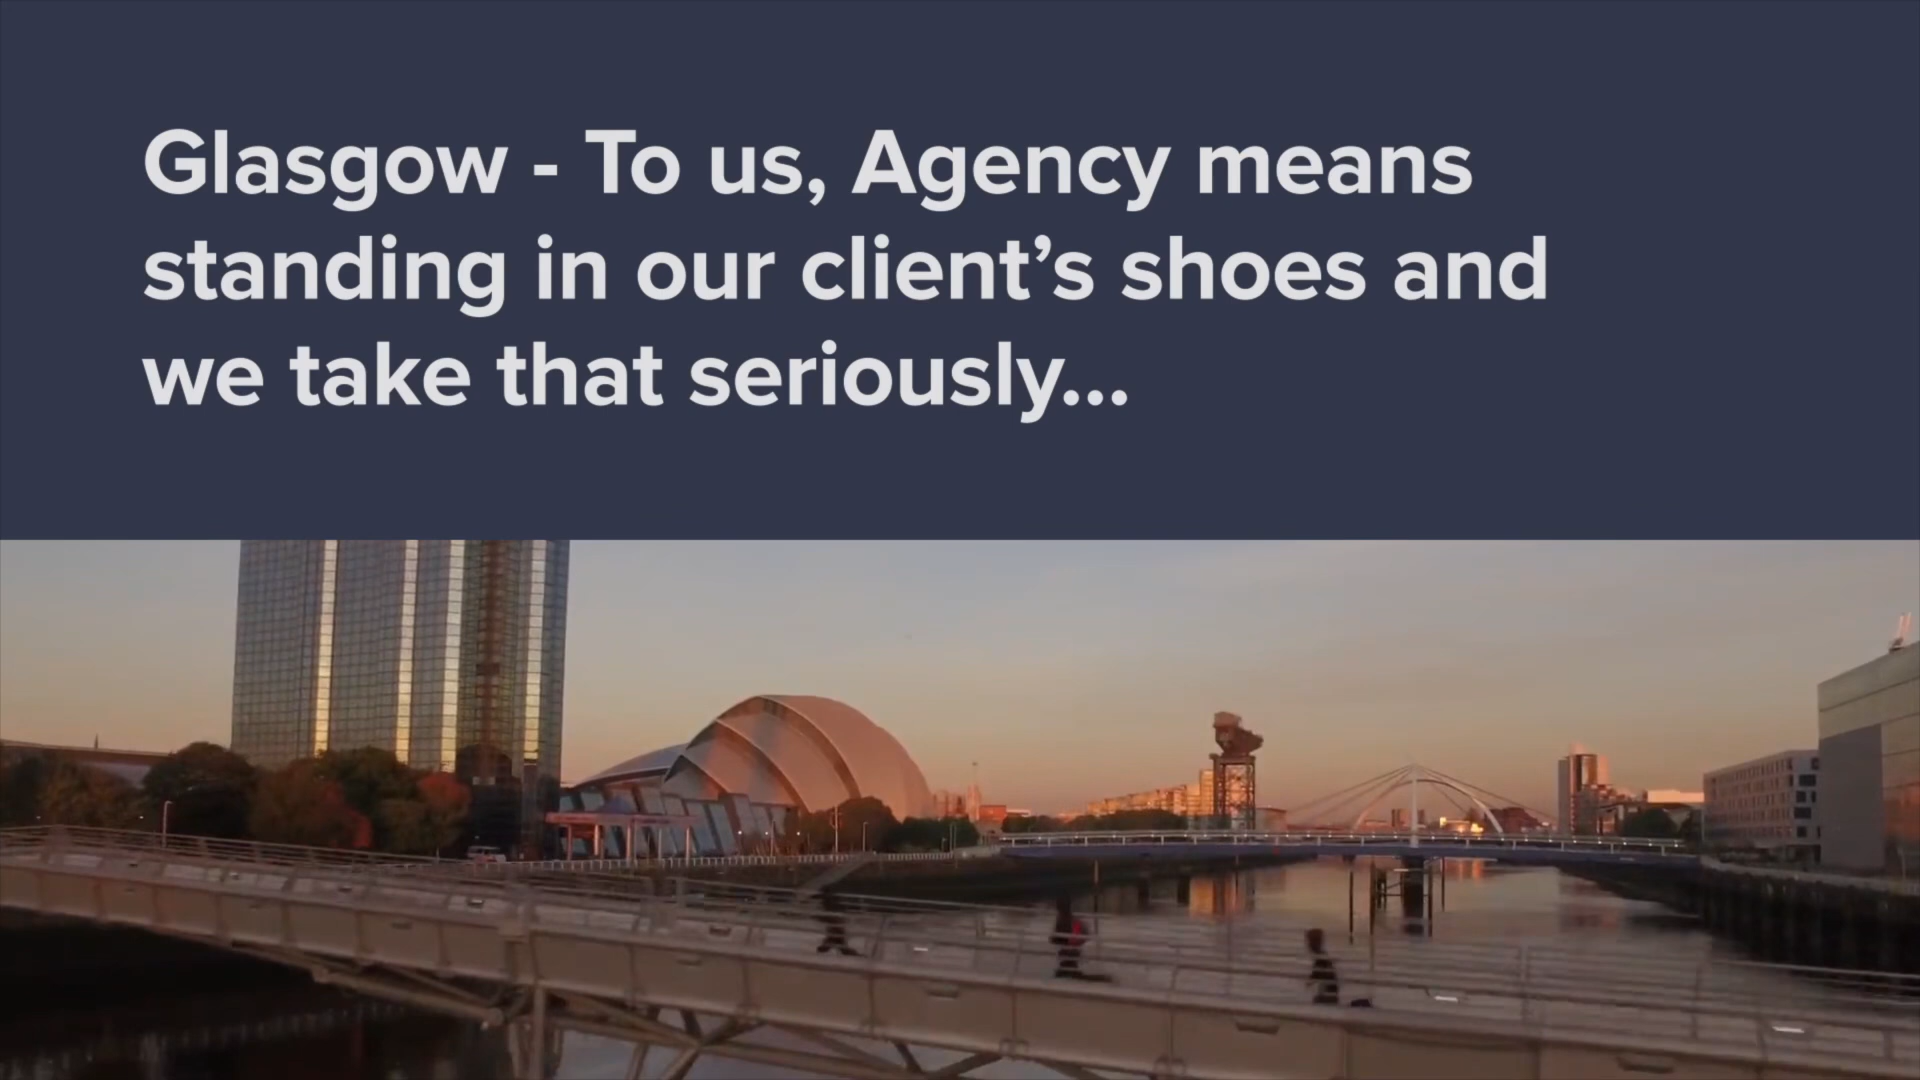 Glasgow - To us, Agency means
standing in our client’s shoes and
we take that seriously...